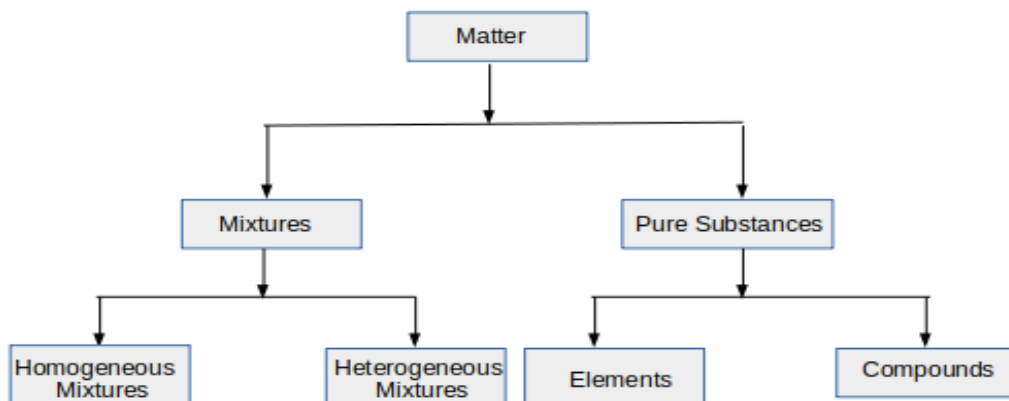 Matter
Mixtures
Pure Substances
Homogeneous
Mixtures
Heterogeneous
Mixtures
Elements
Compounds